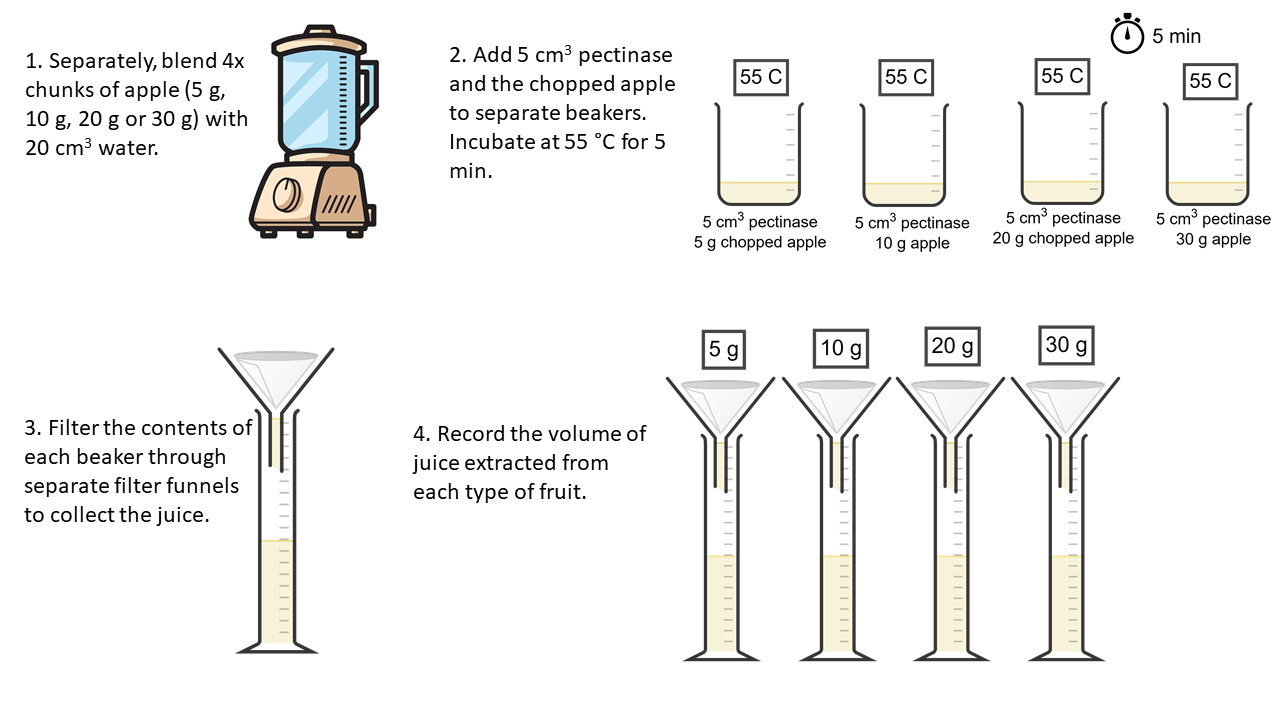 1. Separately, blend 4x
chunks of apple (5 g,
10 g, 20 g or 30 g) with
20 cm³ water.
2. Add 5 cm³ pectinase
and the chopped apple
to separate beakers.
Incubate at 55 °C for 5
min.
5 min
55 C
55 C
55 C
55 C
5 cm³ pectinase
5 g chopped apple
5 cm³ pectinase
10 g apple
5 cm³ pectinase
20 g chopped apple
5 cm³ pectinase
30 g apple
3. Filter the contents of
each beaker through
separate filter funnels
to collect the juice.
4. Record the volume of
juice extracted from
each type of fruit.
5 g
10 g
20 g
30 g